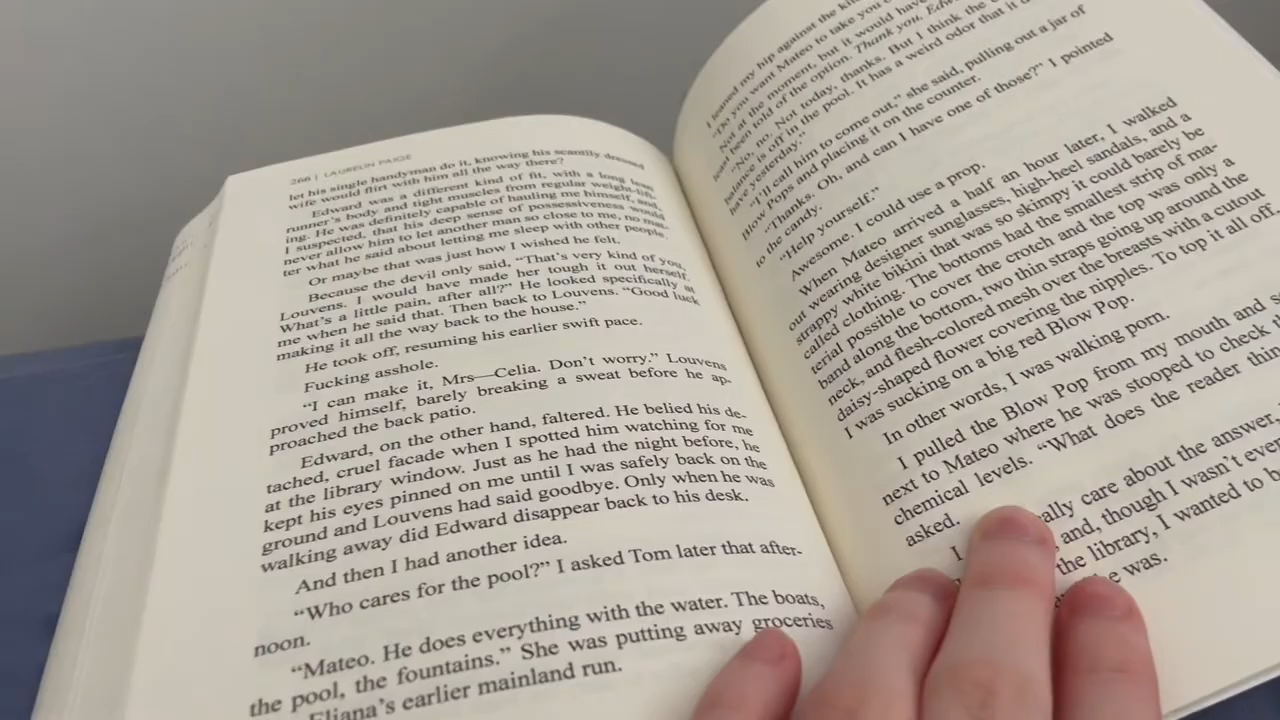 266 | LAURELIN PAIGE
let his single handyman do it, knowing his scantily dressed
wife would flirt with him all the way there?
Edward was a different kind of fit, with a long lean
runner's body and tight muscles from regular weight-lift-
ing. He was definitely capable of hauling me himself, and
I suspected, that his deep sense of possessiveness would
never allow him to let another man so close to me, no mat-
ter what he said about letting me sleep with other people.
Or maybe that was just how I wished he felt.
Because the devil only said, “That's very kind of you,
Louvens. I would have made her tough it out herself.
What's a little pain, after all?” He looked specifically at
me when he said that. Then back to Louvens. “Good luck
making it all the way back to the house.”
He took off, resuming his earlier swift pace.
Fucking asshole.
“I can make it, Mrs—Celia. Don't worry.” Louvens
proved himself, barely breaking a sweat before he ap-
proached the back patio.
Edward, on the other hand, faltered. He belied his de-
tached, cruel facade when I spotted him watching for me
at the library window. Just as he had the night before, he
kept his eyes pinned on me until I was safely back on the
ground and Louvens had said goodbye. Only when he was
walking away did Edward disappear back to his desk.
And then I had another idea.
“Who cares for the pool?” I asked Tom later that after-
noon.
“Mateo. He does everything with the water. The boats,
the pool, the fountains.” She was putting away groceries
Eliana's earlier mainland run.
I leaned my hip against the
“Do you want Mateo to take you
Not at the moment, but it would have
least been told of the option. Thank you,
“No, no. Not today, thanks. But I think the
balance is off in the pool. It has a weird odor that it
have yesterday.”
“I'll call him to come out,” she said, pulling out a jar of
Blow Pops and placing it on the counter.
“Thanks. Oh, and can I have one of those?” I pointed
to the candy.
“Help yourself.”
Awesome. I could use a prop.
When Mateo arrived a half an hour later, I walked
out wearing designer sunglasses, high-heel sandals, and a
strappy white bikini that was so skimpy it could barely be
called clothing. The bottoms had the smallest strip of ma-
terial possible to cover the crotch and the top was only a
band along the bottom, two thin straps going up around the
neck, and flesh-colored mesh over the breasts with a cutout
daisy-shaped flower covering the nipples. To top it all off
I was sucking on a big red Blow Pop.
In other words, I was walking porn.
I pulled the Blow Pop from my mouth and
next to Mateo where he was stooped to check
chemical levels. “What does the reader
asked.
I ally care about the answer,
and, though I wasn't
the library, I wanted to
he was.